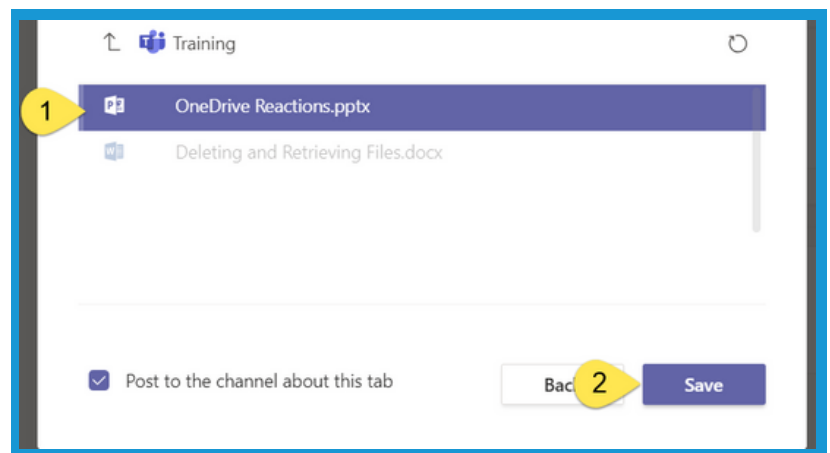 Training
1
OneDrive Reactions.pptx
Deleting and Retrieving Files.docx
Post to the channel about this tab
2
Save